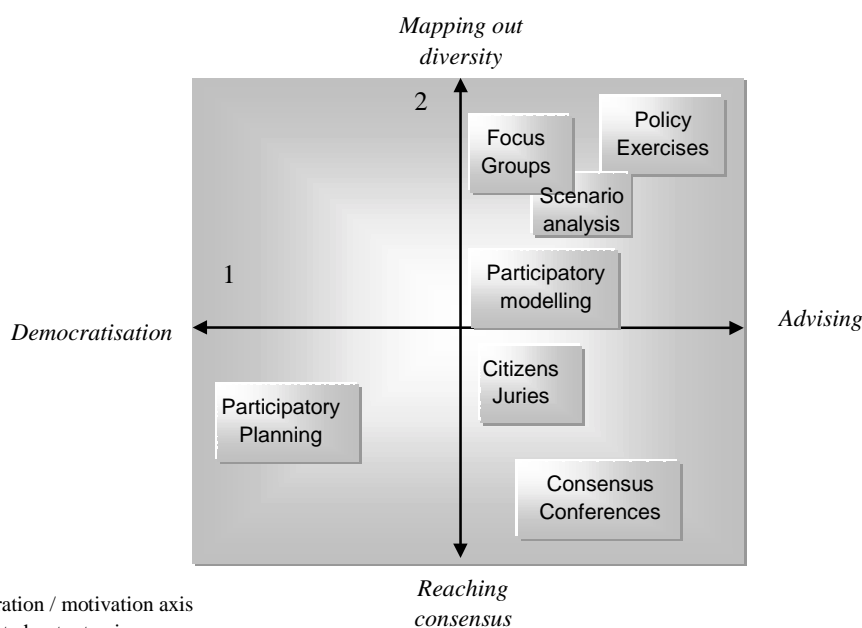 Mapping out
diversity
2
Policy
Exercises
Focus
Groups
Scenario
analysis
1
Participatory
modelling
Democratisation
Advising
Citizens
Juries
Participatory
Planning
Consensus
Conferences
Reaching
consensus
/ motivation axis